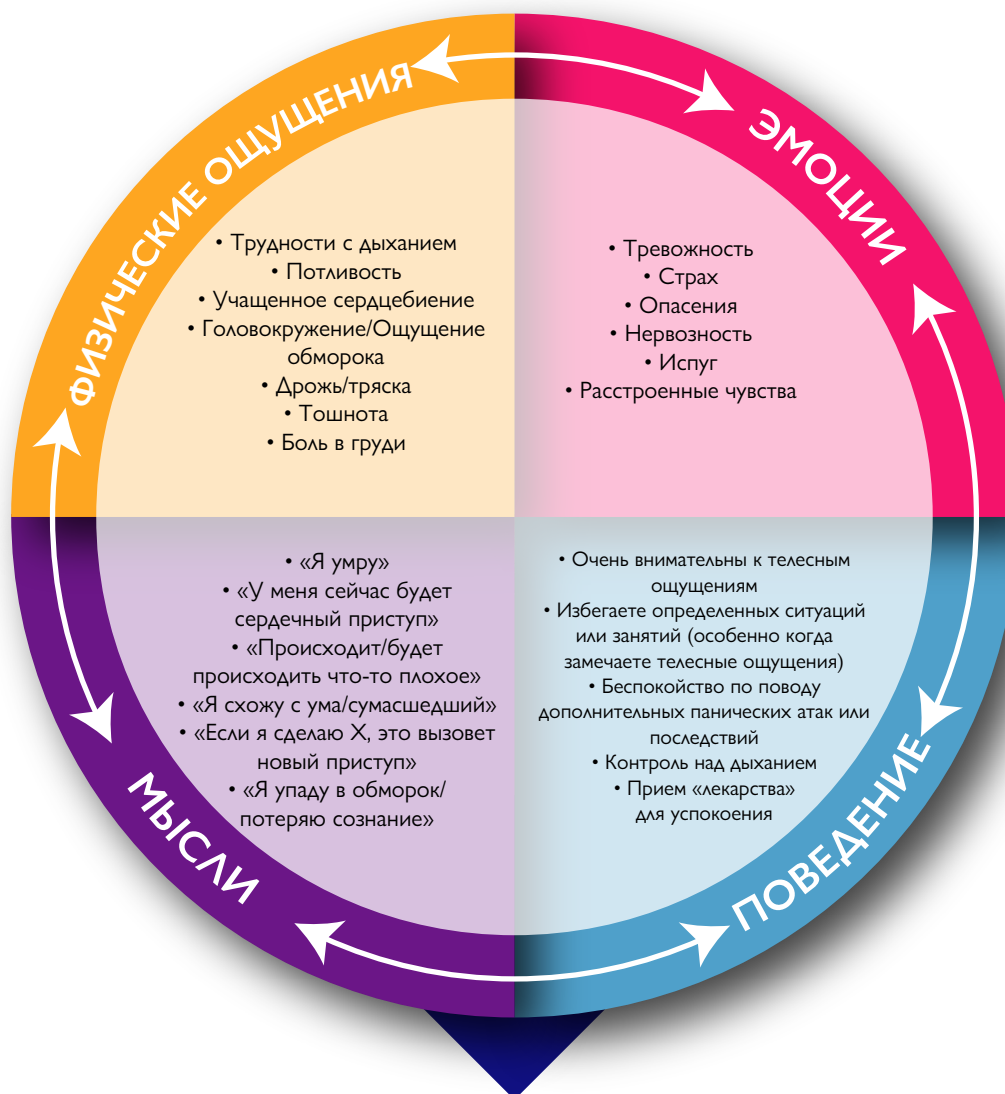 ФИЗИЧЕСКИЕ ОЩУЩЕНИЯ
• Трудности с дыханием
• Потливость
• Учащенное сердцебиение
• Головокружение/Ощущение
обморока
• Дрожь/тряска
• Тошнота
• Боль в груди
ЭМОЦИИ
• Тревожность
• Страх
• Опасения
• Нервозность
• Испуг
• Расстроенные чувства
МЫСЛИ
• «Я умру»
• «У меня сейчас будет
сердечный приступ»
• «Происходит/будет
происходить что-то плохое»
• «Я схожу с ума/сумасшедший»
• «Если я сделаю X, это вызовет
новый приступ»
• «Я упаду в обморок/
потеряю сознание»
ПОВЕДЕНИЕ
• Очень внимательны к телесным
ощущениям
• Избегаете определенных ситуаций
или занятий (особенно когда
замечаете телесные ощущения)
• Беспокойство по поводу
дополнительных панических атак или
последствий
• Контроль над дыханием
• Прием «лекарства»
для успокоения